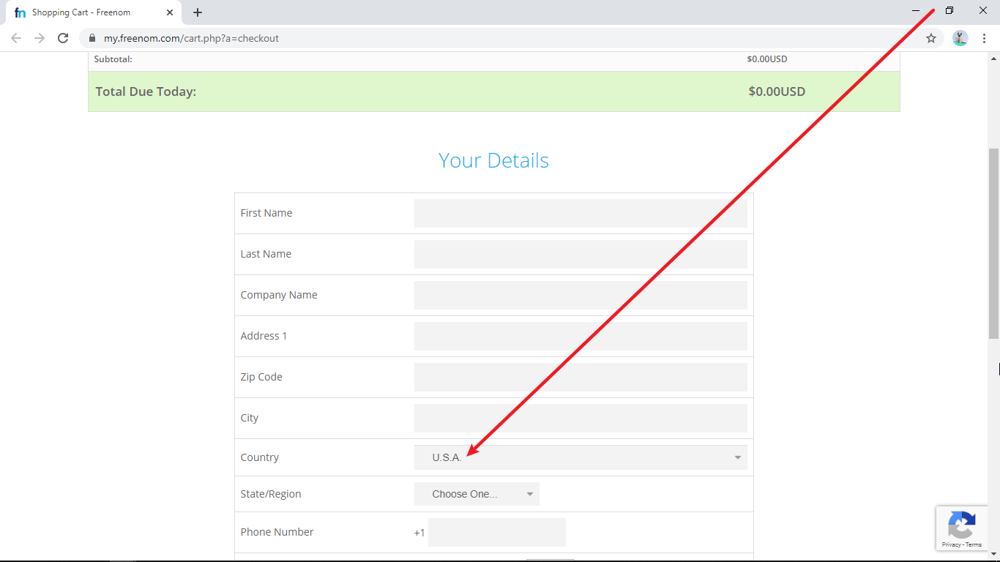 fn Shopping Cart - Freenom
my.freenom.com/cart.php?a=checkout
Subtotal: $0.00USD
Total Due Today: $0.00USD
Your Details
First Name
Last Name
Company Name
Address 1
Zip Code
City
Country U.S.A.
State/Region Choose One...
Phone Number +1
Privacy - Terms